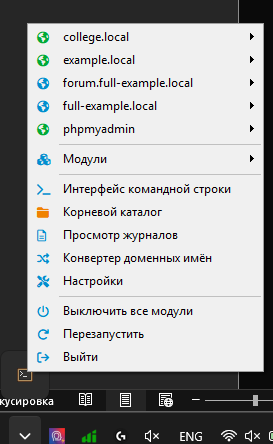 college.local
example.local
forum.full-example.local
full-example.local
phpmyadmin
Модули
Интерфейс командной строки
Корневой каталог
Просмотр журналов
Конвертер доменных имён
Настройки
Выключить все модули
Перезапустить
Выйти
кусировка
ENG